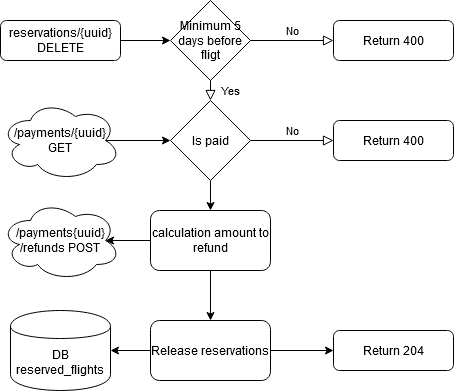 reservations/{uuid}
DELETE
Minimum 5
days before
fligt
No
Return 400
Yes
/payments/{uuid}
GET
Is paid
No
Return 400
/payments{uuid}
/refunds POST
calculation amount to
refund
DB
reserved_flights
Release reservations
Return 204